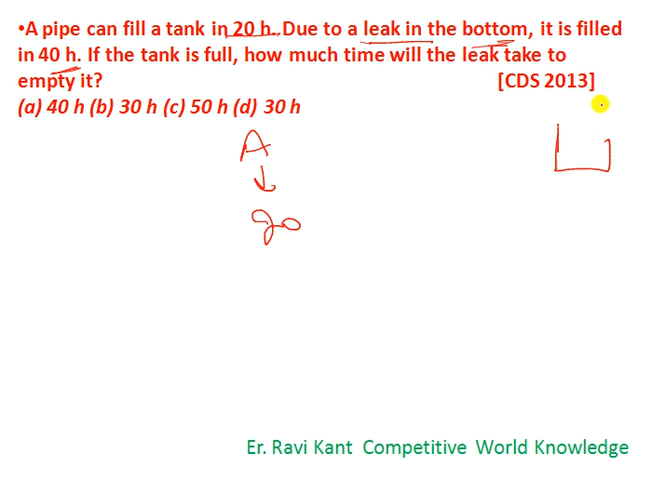 •A pipe can fill a tank in 20 h. Due to a leak in the bottom, it is filled
in 40 h. If the tank is full, how much time will the leak take to
empty it? [CDS 2013]
(a) 40 h (b) 30 h (c) 50 h (d) 30 h
A
20
Er. Ravi Kant Competitive World Knowledge